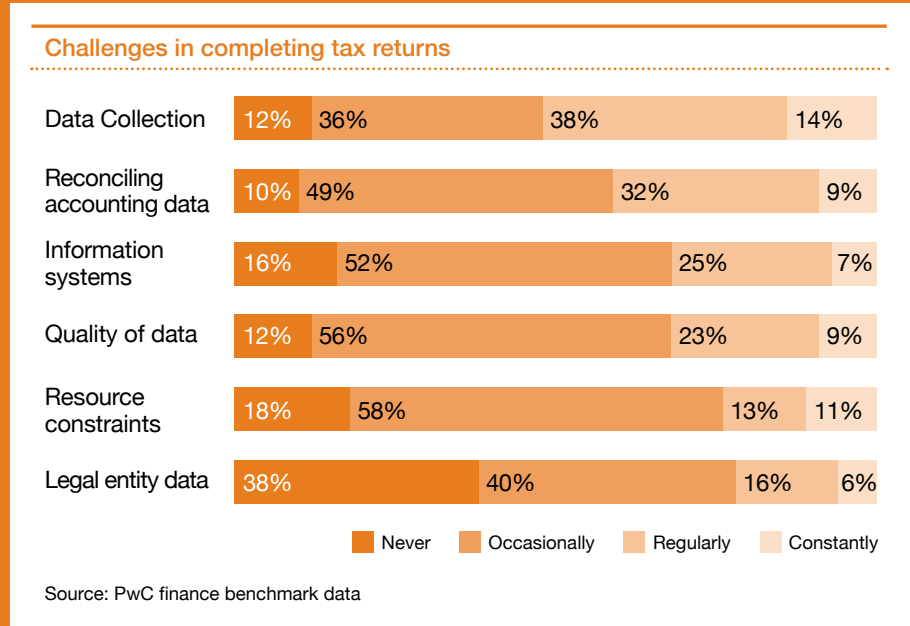 Challenges in completing tax returns
Data Collection 12% 36% 38% 14%
Reconciling
accounting data 10% 49% 32% 9%
Information
systems 16% 52% 25% 7%
Quality of data 12% 56% 23% 9%
Resource
constraints 18% 58% 13% 11%
Legal entity data 38% 40% 16% 6%
Never Occasionally Regularly Constantly
Source: PwC finance benchmark data